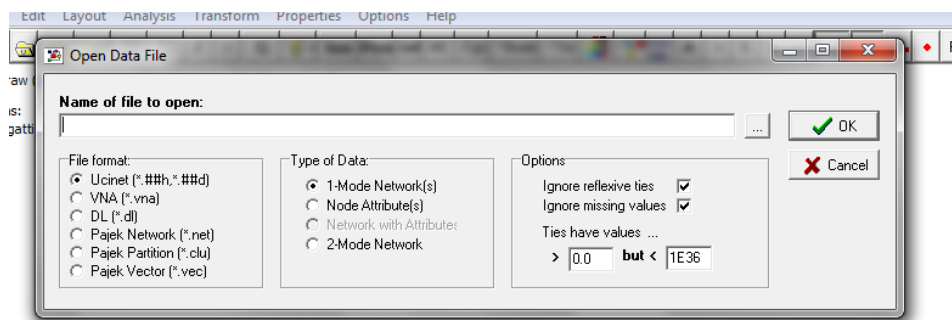 Edit Layout Analysis Transform Properties Options Help
Open Data File
raw
Name of file to open:
ns:
gatti
...
OK
Cancel
File format:
Ucinet (*.##h,*.##d)
VNA (*.vna)
DL (*.dl)
Pajek Network (*.net)
Pajek Partition (*.clu)
Pajek Vector (*.vec)
Type of Data:
1-Mode Network(s)
Node Attribute(s)
Network with Attributes
2-Mode Network
Options
Ignore reflexive ties
Ignore missing values
Ties have values ...
> 0.0 but < 1E36